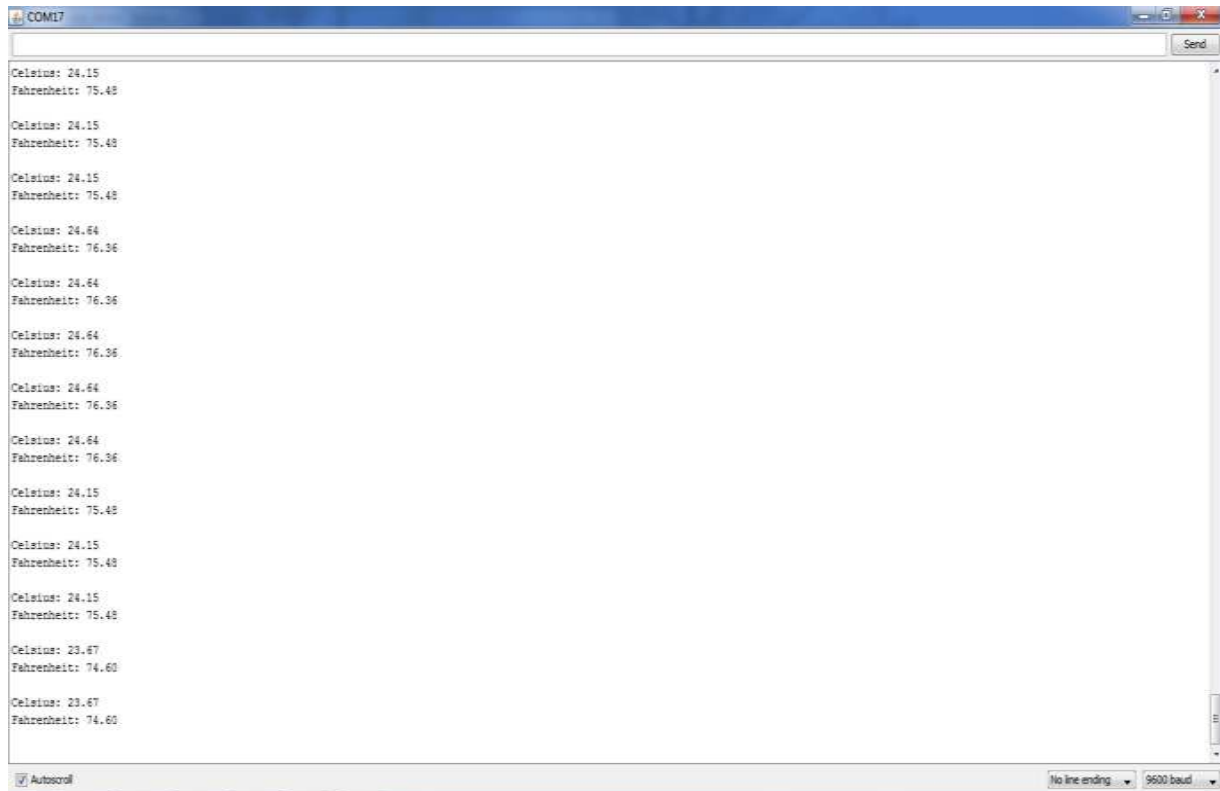 COM17
Send
Celsius: 24.15
Fahrenheit: 75.48
Celsius: 24.15
Fahrenheit: 75.48
Celsius: 24.15
Fahrenheit: 75.48
Celsius: 24.64
Fahrenheit: 76.36
Celsius: 24.64
Fahrenheit: 76.36
Celsius: 24.64
Fahrenheit: 76.36
Celsius: 24.64
Fahrenheit: 76.36
Celsius: 24.64
Fahrenheit: 76.36
Celsius: 24.15
Fahrenheit: 75.48
Celsius: 24.15
Fahrenheit: 75.48
Celsius: 24.15
Fahrenheit: 75.48
Celsius: 23.67
Fahrenheit: 74.60
Celsius: 23.67
Fahrenheit: 74.60
Autoscroll No line ending 9600 baud